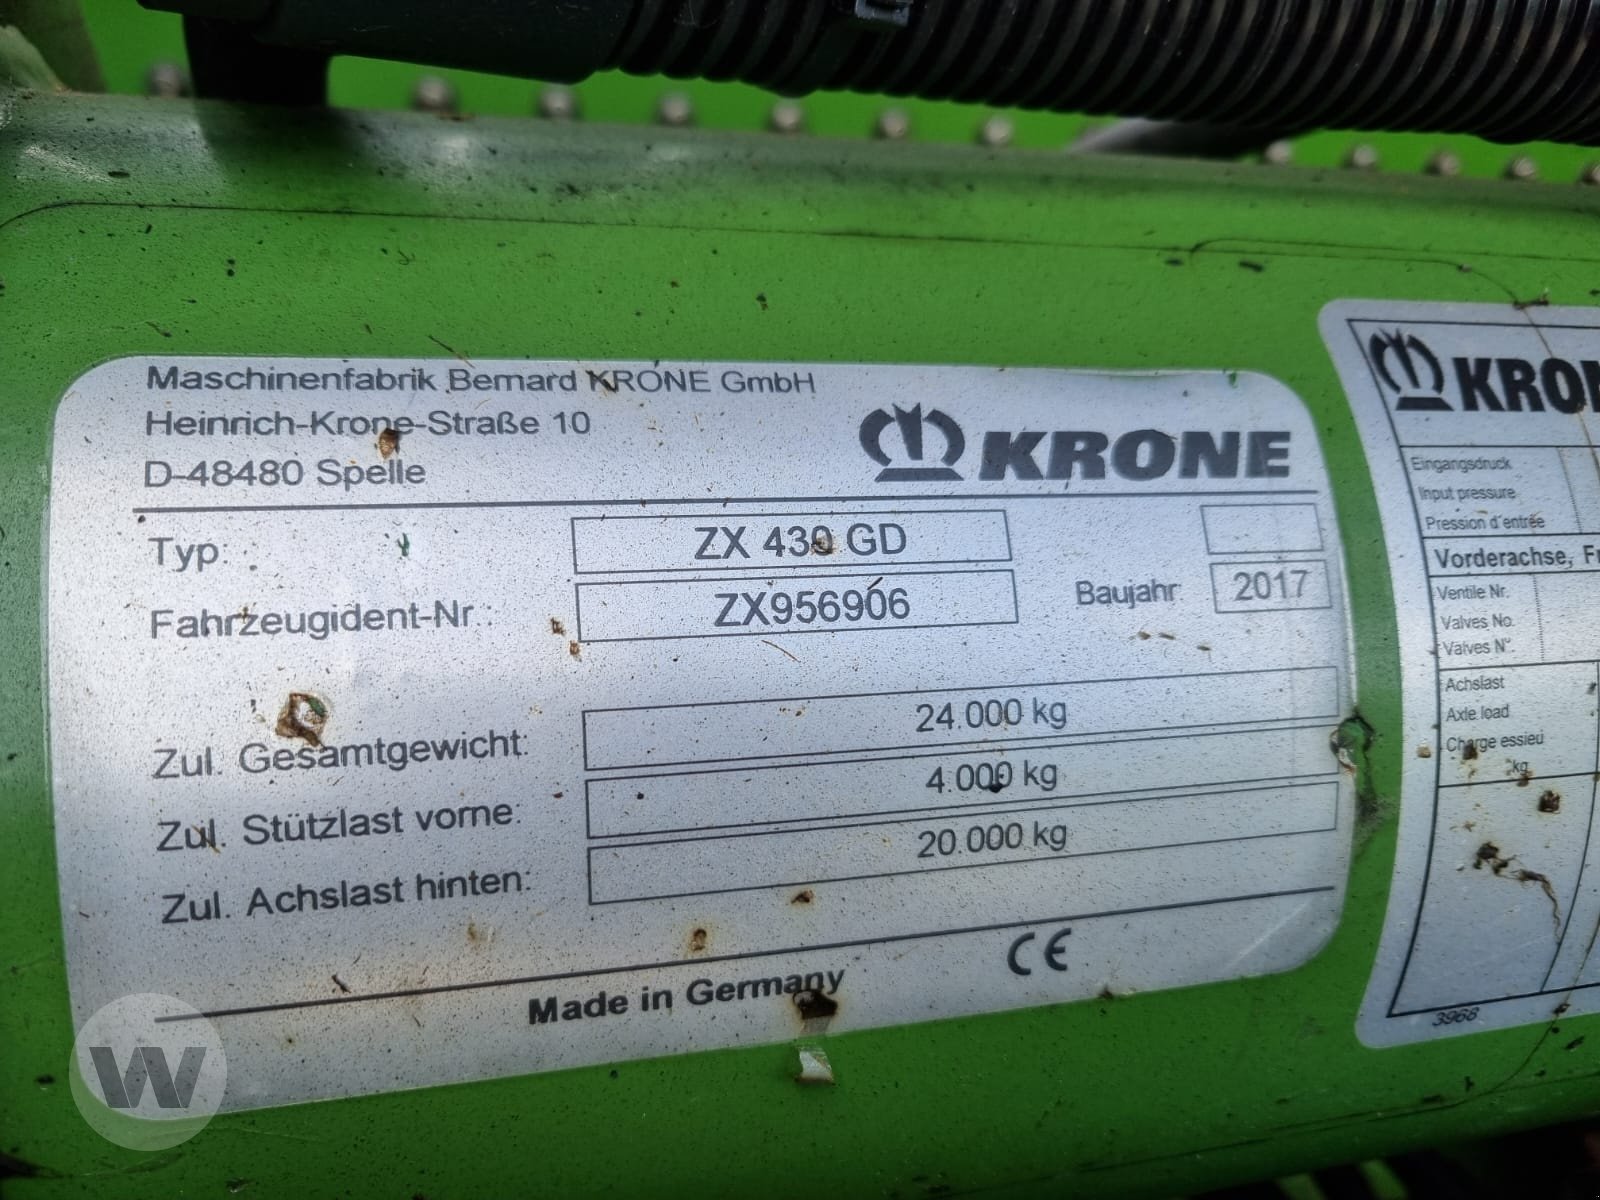 Maschinenfabrik Bernard KRONE GmbH
Heinrich-Krone-Straße 10
D-48480 Spelle
KRONE
Typ: ZX 430 GD
Fahrzeugident-Nr.: ZX956906 Baujahr: 2017
Zul. Gesamtgewicht: 24.000 kg
Zul. Stützlast vorne: 4.000 kg
Zul. Achslast hinten: 20.000 kg
Made in Germany CE
KRON
Eingangsdruck
Input pressure
Pression d'entrée
Vorderachse, Fr
Ventile Nr.
Valves No.
Valves N°.
Achslast
Axle load
Charge essieu
kg
3968
W